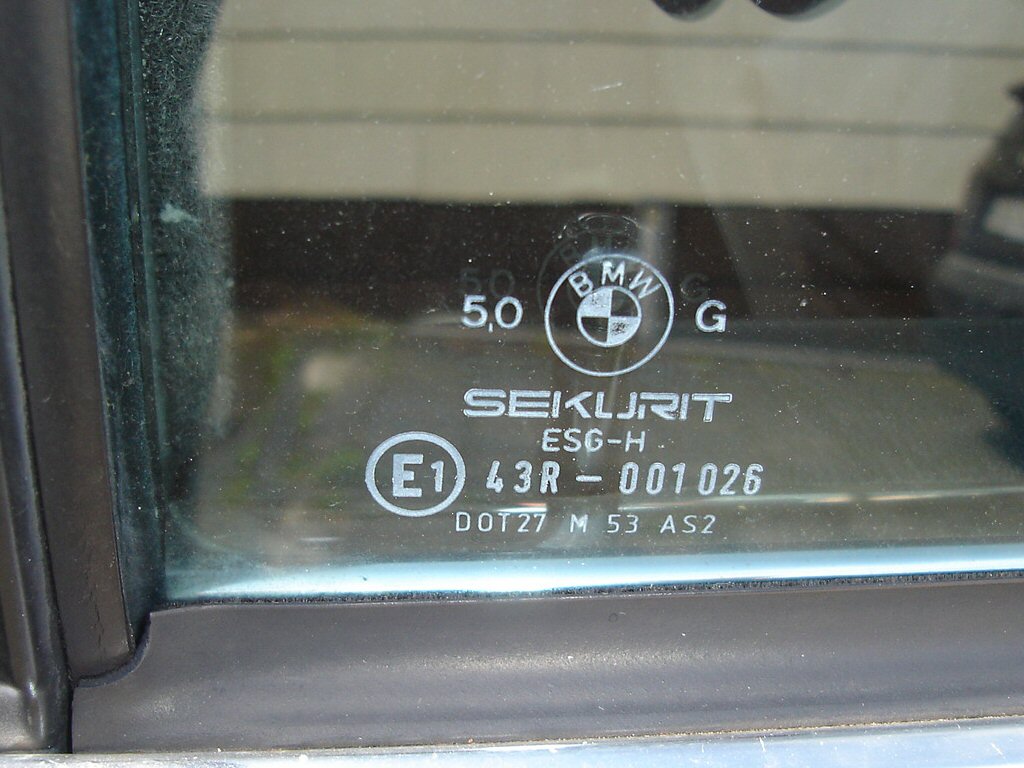 5,0 BMW G
SEKURIT
ESG-H
E1 43R - 001026
DOT27 M 53 AS2